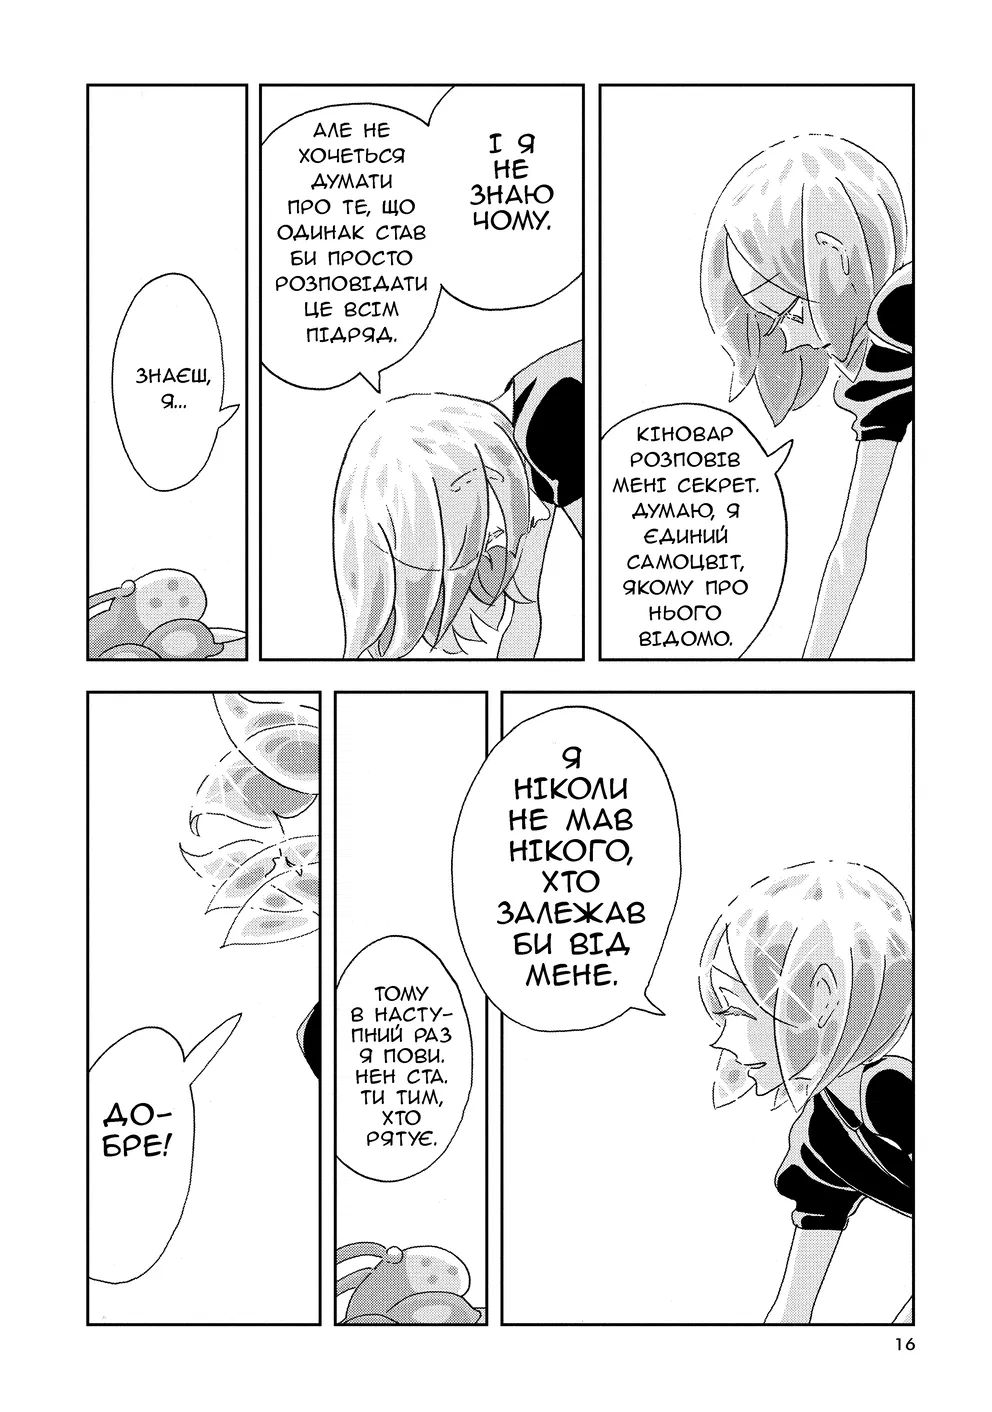 КІНОВАР
РОЗПОВІВ
МЕНІ СЕКРЕТ.
ДУМАЮ, Я
ЄДИНИЙ
САМОЦВІТ,
ЯКОМУ ПРО
НЬОГО
ВІДОМО.
І Я
НЕ
ЗНАЮ
ЧОМУ.
АЛЕ НЕ
ХОЧЕТЬСЯ
ДУМАТИ
ПРО ТЕ, ЩО
ОДИНАК СТАВ
БИ ПРОСТО
РОЗПОВІДАТИ
ЦЕ ВСІМ
ПІДРЯД.
ЗНАЄШ,
Я...
Я
НІКОЛИ
НЕ МАВ
НІКОГО,
ХТО
ЗАЛЕЖАВ
БИ ВІД
МЕНЕ.
ТОМУ
В НАСТУ-
ПНИЙ РАЗ
Я ПОВИ.
НЕН СТА.
ТИ ТИМ,
ХТО
РЯТУЄ.
ДО-
БРЕ!
16